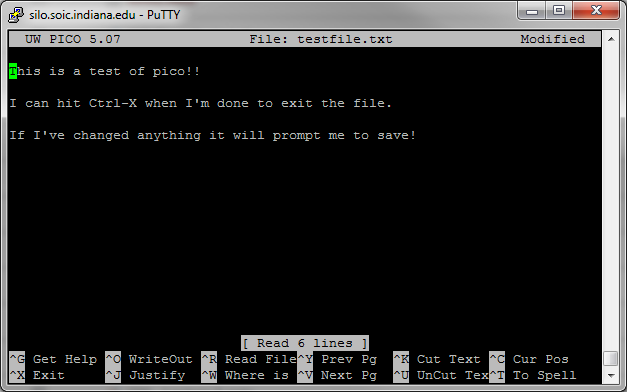 silo.soic.indiana.edu - PuTTY
UW PICO 5.07 File: testfile.txt Modified
This is a test of pico!!
I can hit Ctrl-X when I'm done to exit the file.
If I've changed anything it will prompt me to save!
[ Read 6 lines ]
^G Get Help ^O WriteOut ^R Read File ^Y Prev Pg ^K Cut Text ^C Cur Pos
^X Exit ^J Justify ^W Where is ^V Next Pg ^U UnCut Tex ^T To Spell